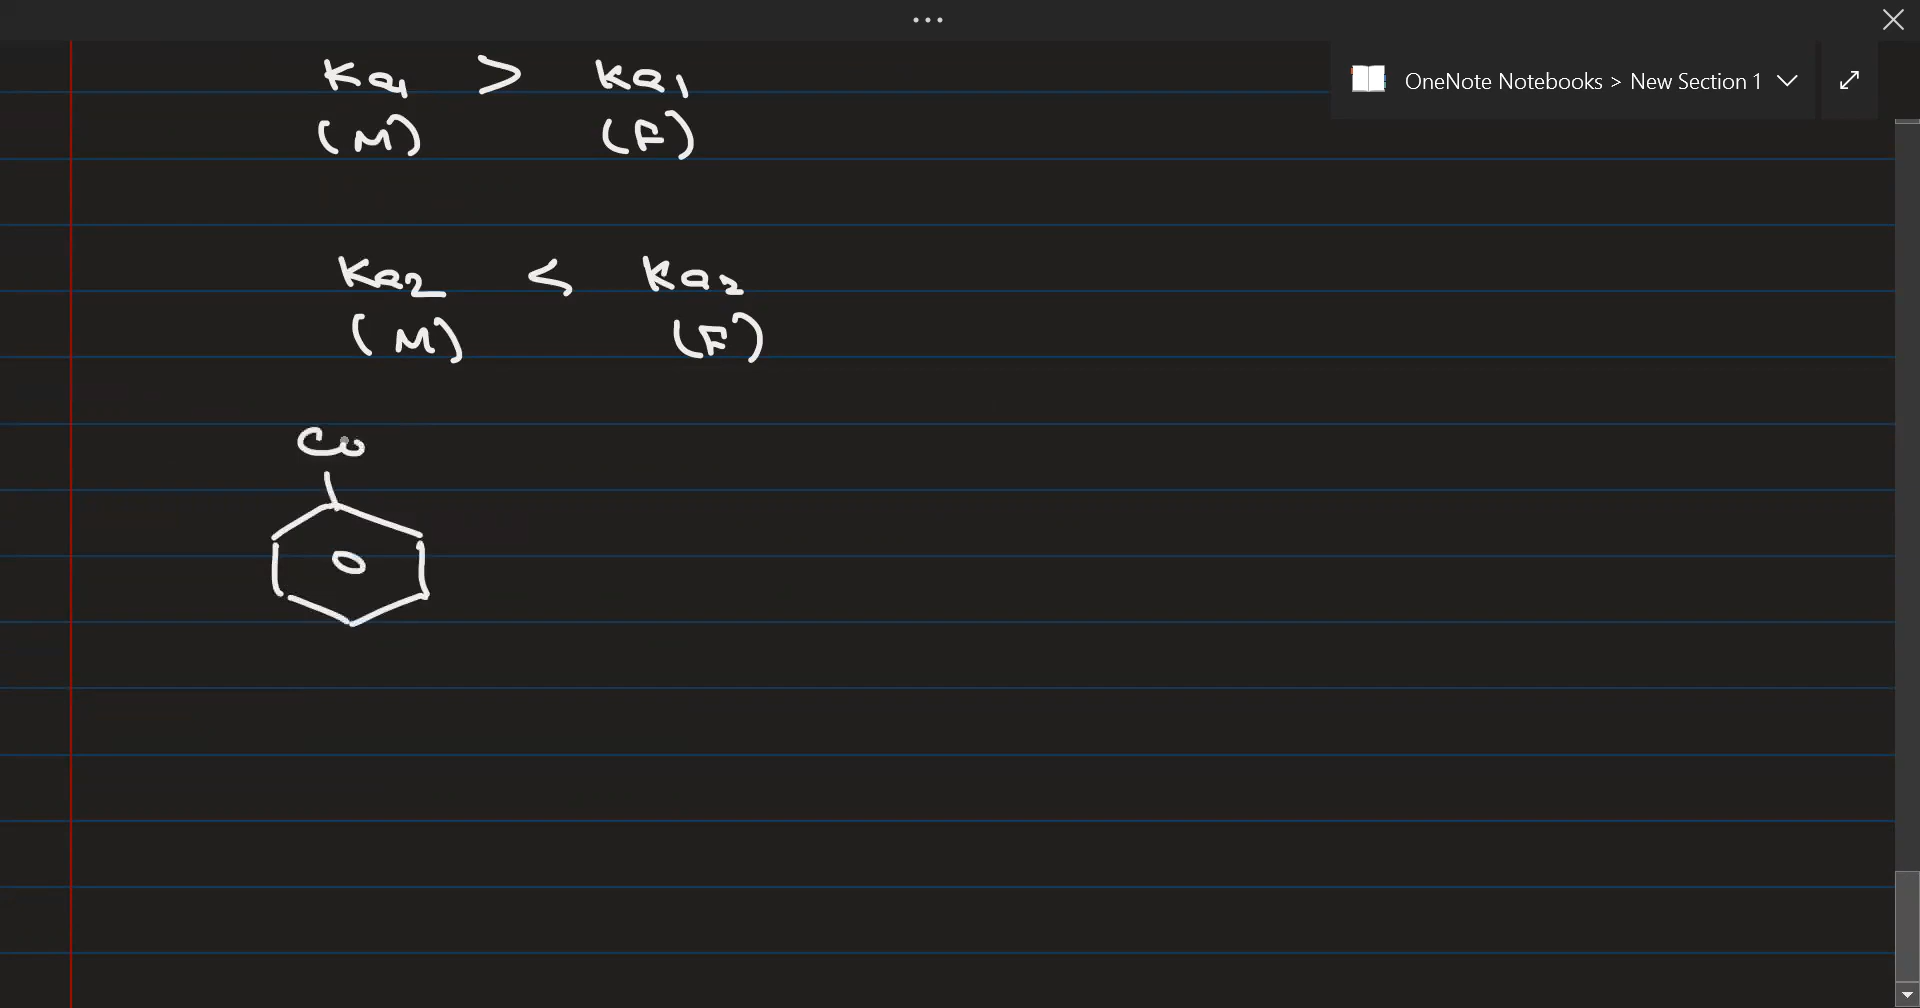 ...
OneNote Notebooks > New Section 1
Ka1 > Ka1
(M) (F)
Ka2 < Ka2
(M) (F)
Co